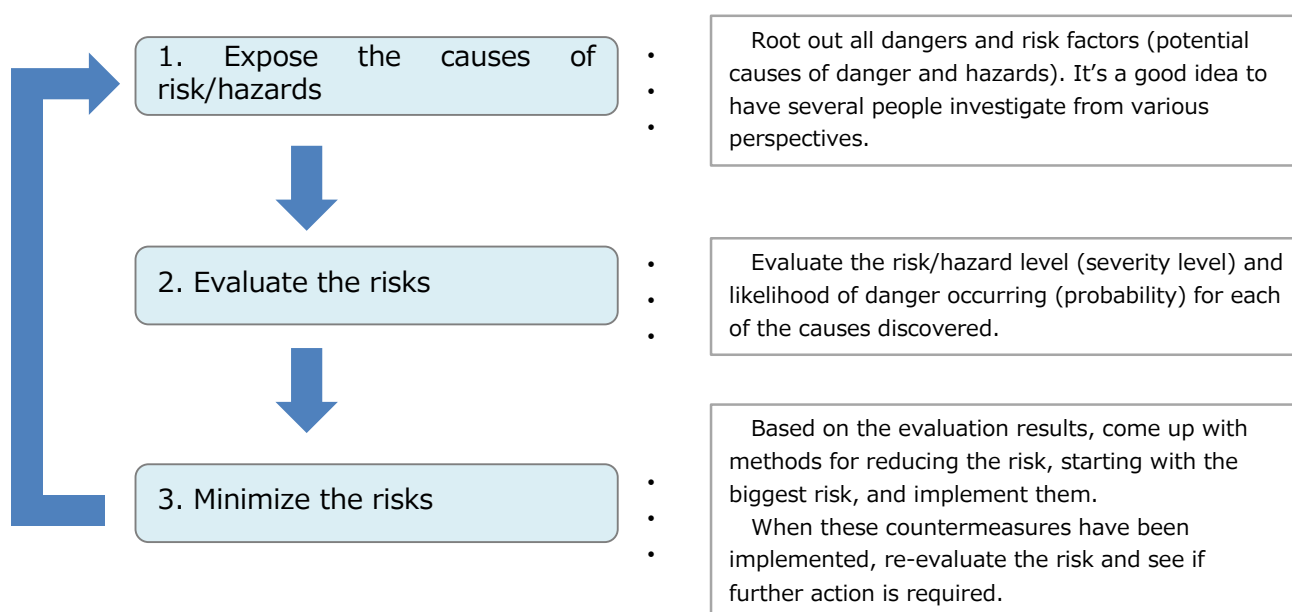 1. Expose the causes of
risk/hazards
・
・
・
Root out all dangers and risk factors (potential
causes of danger and hazards). It’s a good idea to
have several people investigate from various
perspectives.
2. Evaluate the risks
・
・
・
Evaluate the risk/hazard level (severity level) and
likelihood of danger occurring (probability) for each
of the causes discovered.
3. Minimize the risks
・
・
・
Based on the evaluation results, come up with
methods for reducing the risk, starting with the
biggest risk, and implement them.
When these countermeasures have been
implemented, re-evaluate the risk and see if
further action is required.